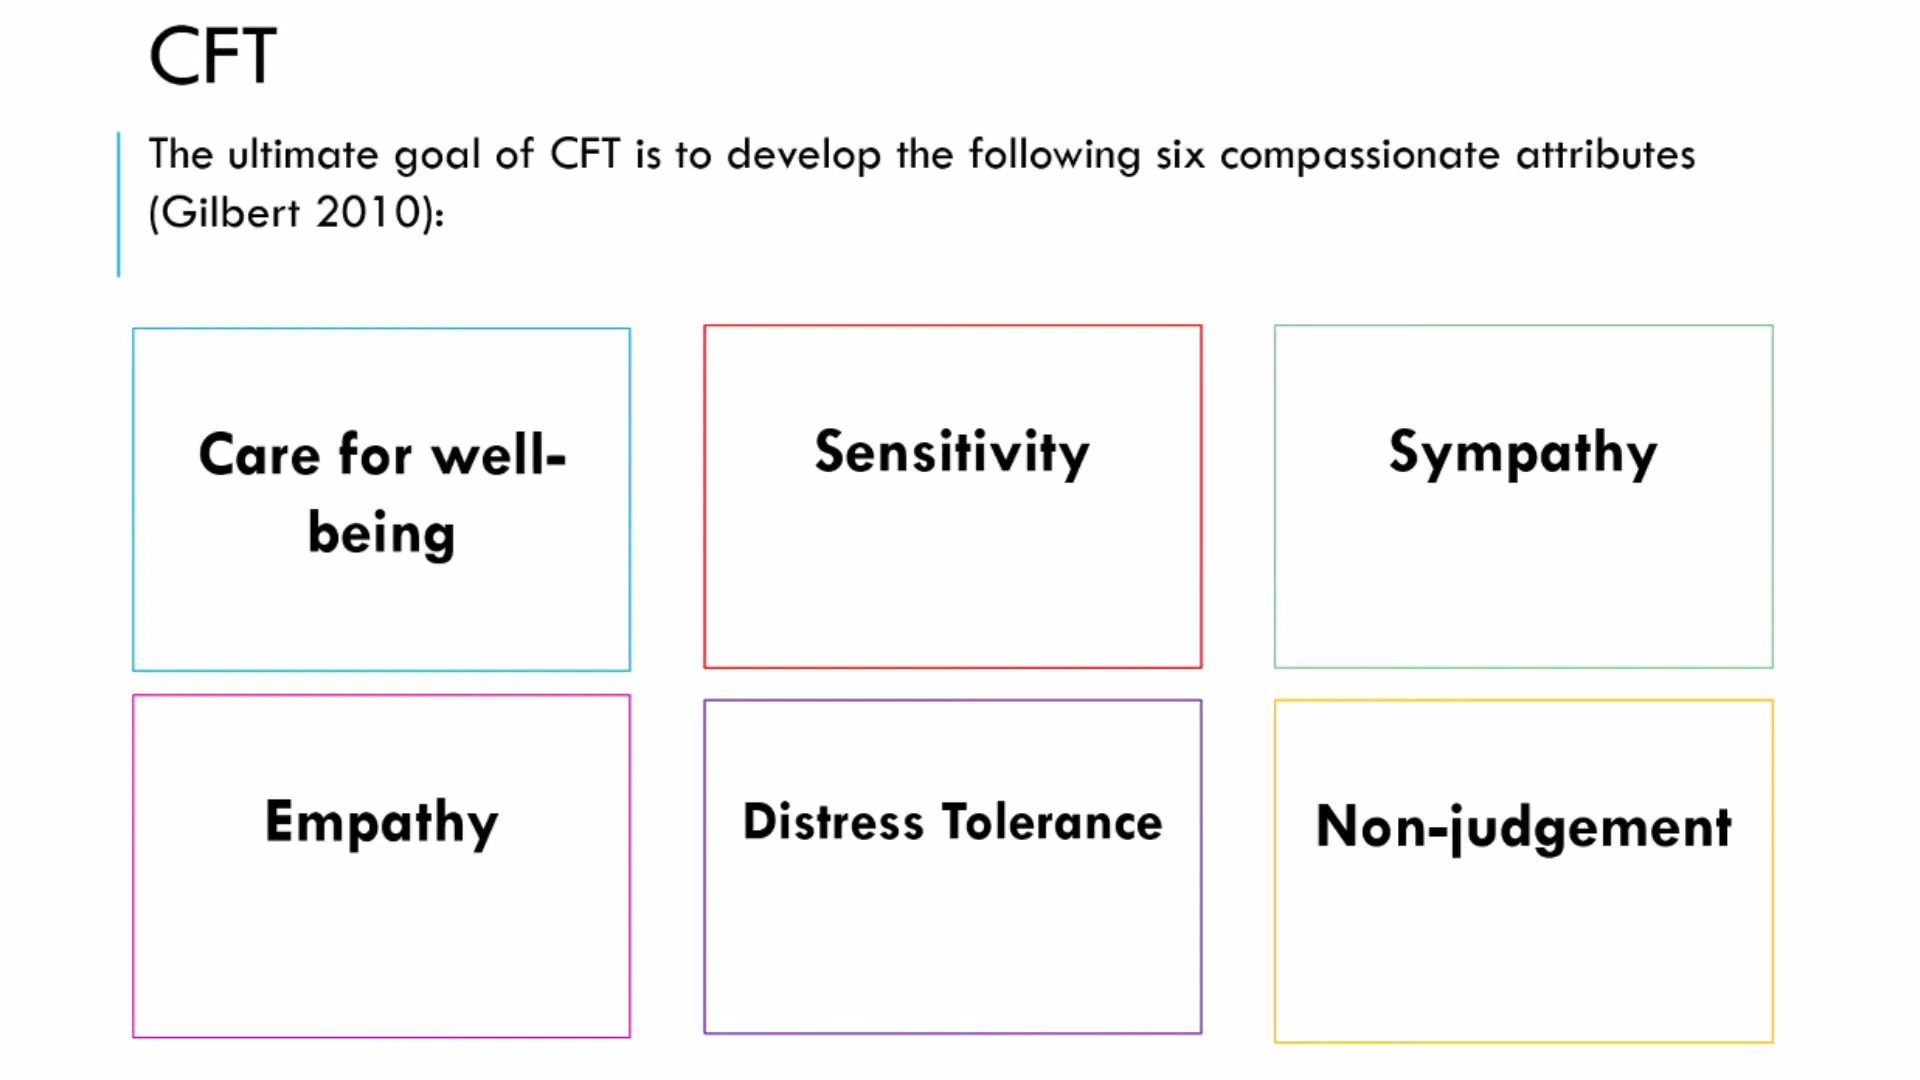 CFT
The ultimate goal of CFT is to develop the following six compassionate attributes
(Gilbert 2010):
Care for well-
being
Sensitivity
Sympathy
Empathy
Distress Tolerance
Non-judgement